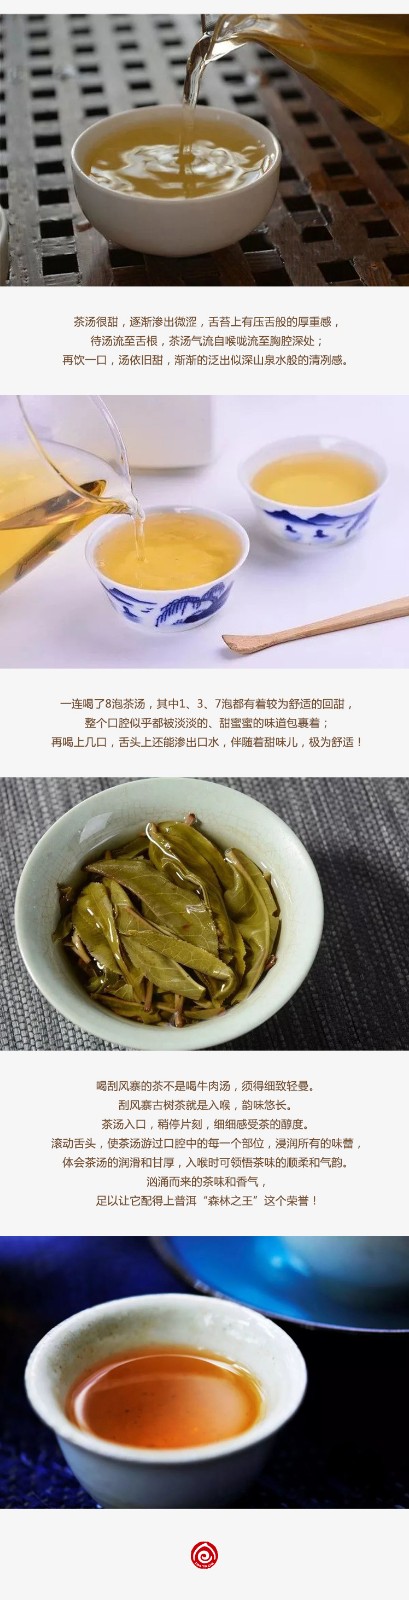 茶汤很甜，逐渐渗出微涩，舌苔上有压舌般的厚重感，
待汤流至舌根，茶汤气流自喉咙流至胸腔深处；
再饮一口，汤依旧甜，渐渐的泛出似深山泉水般的清冽感。
一连喝了8泡茶汤，其中1、3、7泡都有着较为舒适的回甜，
整个口腔似乎都被淡淡的、甜蜜蜜的味道包裹着；
再喝上几口，舌头上还能渗出口水，伴随着甜味儿，极为舒适！
喝刮风寨的茶不是喝牛肉汤，须得细致轻曼。
刮风寨古树茶就是入喉，韵味悠长。
茶汤入口，稍停片刻，细细感受茶的醇度。
滚动舌头，使茶汤游过口腔中的每一个部位，浸润所有的味蕾，
体会茶汤的润滑和甘厚，入喉时可领悟茶味的顺柔和气韵。
汹涌而来的茶味和香气，
足以让它配得上普洱“森林之王”这个荣誉！